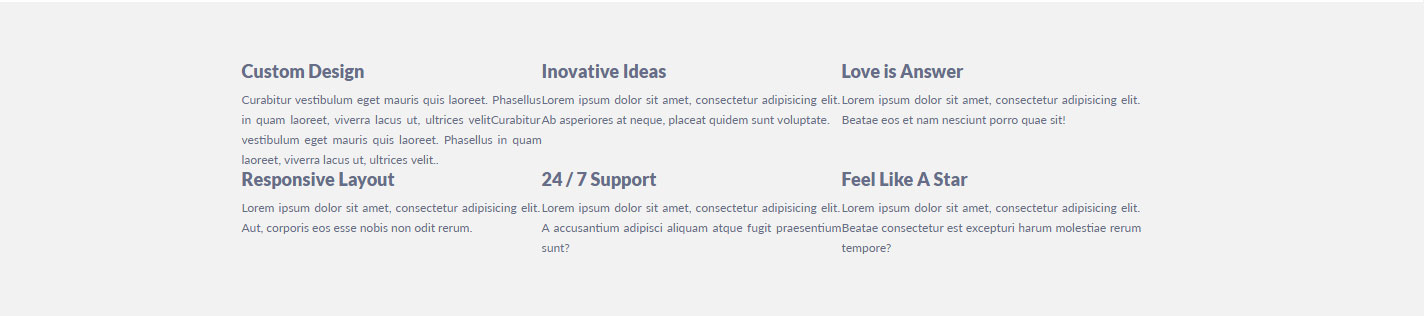 Custom Design
Curabitur vestibulum eget mauris quis laoreet. Phasellus
in quam laoreet, viverra lacus ut, ultrices velitCurabitur
vestibulum eget mauris quis laoreet. Phasellus in quam
laoreet, viverra lacus ut, ultrices velit..
Inovative Ideas
Lorem ipsum dolor sit amet, consectetur adipisicing elit.
Ab asperiores at neque, placeat quidem sunt voluptate.
Love is Answer
Lorem ipsum dolor sit amet, consectetur adipisicing elit.
Beatae eos et nam nesciunt porro quae sit!
Responsive Layout
Lorem ipsum dolor sit amet, consectetur adipisicing elit.
Aut, corporis eos esse nobis non odit rerum.
24 / 7 Support
Lorem ipsum dolor sit amet, consectetur adipisicing elit.
A accusantium adipisci aliquam atque fugit praesentium
sunt?
Feel Like A Star
Lorem ipsum dolor sit amet, consectetur adipisicing elit.
Beatae consectetur est excepturi harum molestiae rerum
tempore?